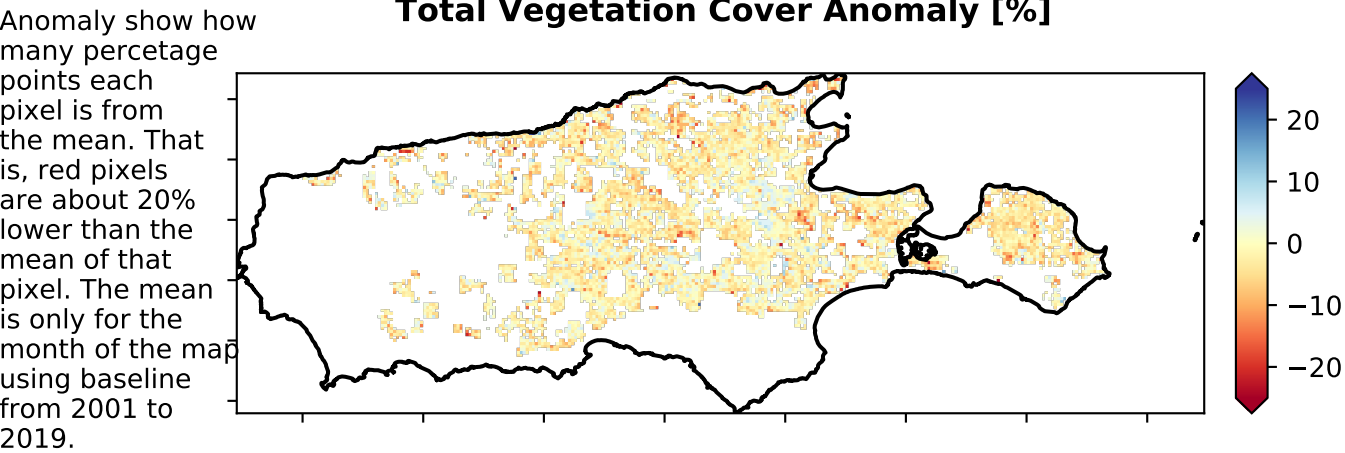 Total Vegetation Cover Anomaly [%]
Anomaly show how
many percetage
points each
pixel is from
the mean. That
is, red pixels
are about 20%
lower than the
mean of that
pixel. The mean
is only for the
month of the map
using baseline
from 2001 to
2019.
20
10
0
−10
−20